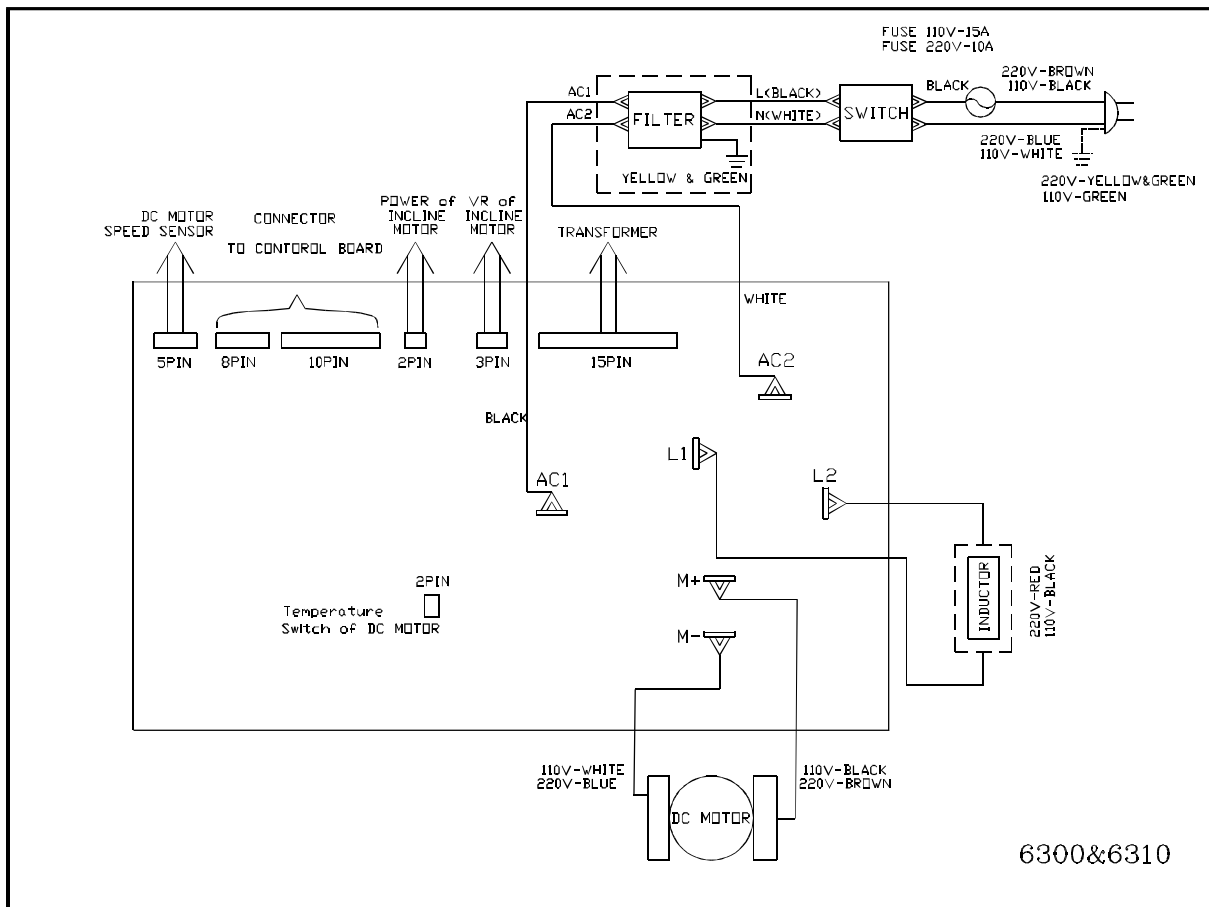 FUSE 110V-15A
FUSE 220V-10A
AC1
AC2
FILTER
L(BLACK)
N(WHITE)
SWITCH
BLACK
220V-BROWN
110V-BLACK
220V-BLUE
110V-WHITE
YELLOW & GREEN
220V-YELLOW&GREEN
110V-GREEN
DC MOTOR
SPEED SENSOR
CONNECTOR
TO CONTOROL BOARD
POWER of
INCLINE
MOTOR
VR of
INCLINE
MOTOR
TRANSFORMER
WHITE
5PIN
8PIN
10PIN
2PIN
3PIN
15PIN
AC2
BLACK
L1
AC1
L2
2PIN
Temperature
Switch of DC MOTOR
M+
M-
INDUCTOR
220V-RED
110V-BLACK
110V-WHITE
220V-BLUE
110V-BLACK
220V-BROWN
DC MOTOR
6300&6310